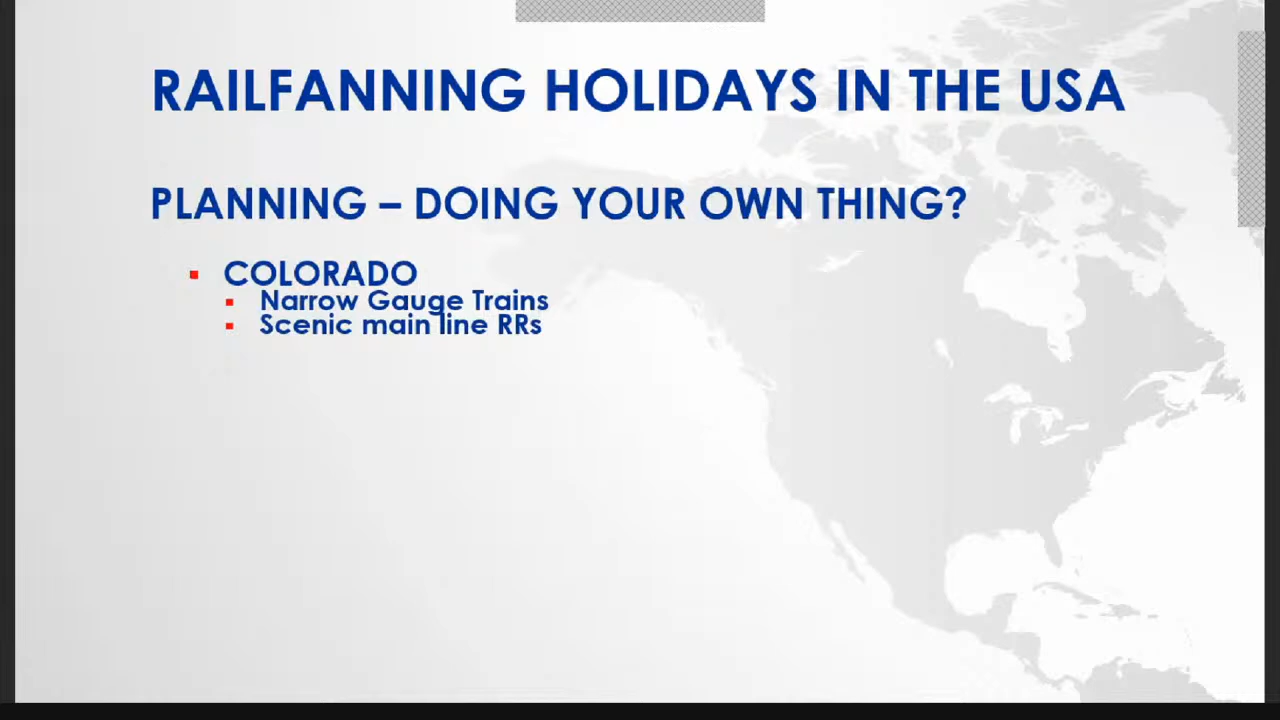 RAILFANNING HOLIDAYS IN THE USA
PLANNING – DOING YOUR OWN THING?
▪ COLORADO
▪ Narrow Gauge Trains
▪ Scenic main line RRs